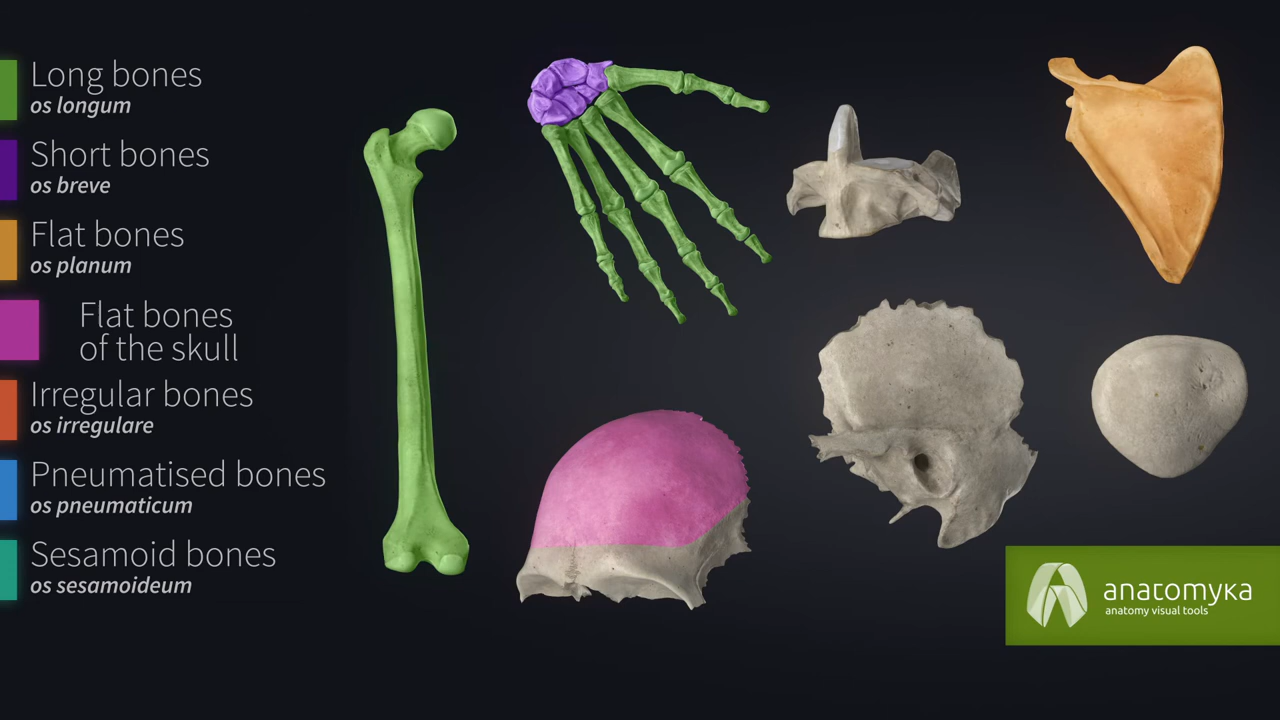 Long bones
os longum
Short bones
os breve
Flat bones
os planum
Flat bones
of the skull
Irregular bones
os irregulare
Pneumatised bones
os pneumaticum
Sesamoid bones
os sesamoideum
anatomyka
anatomy visual tools